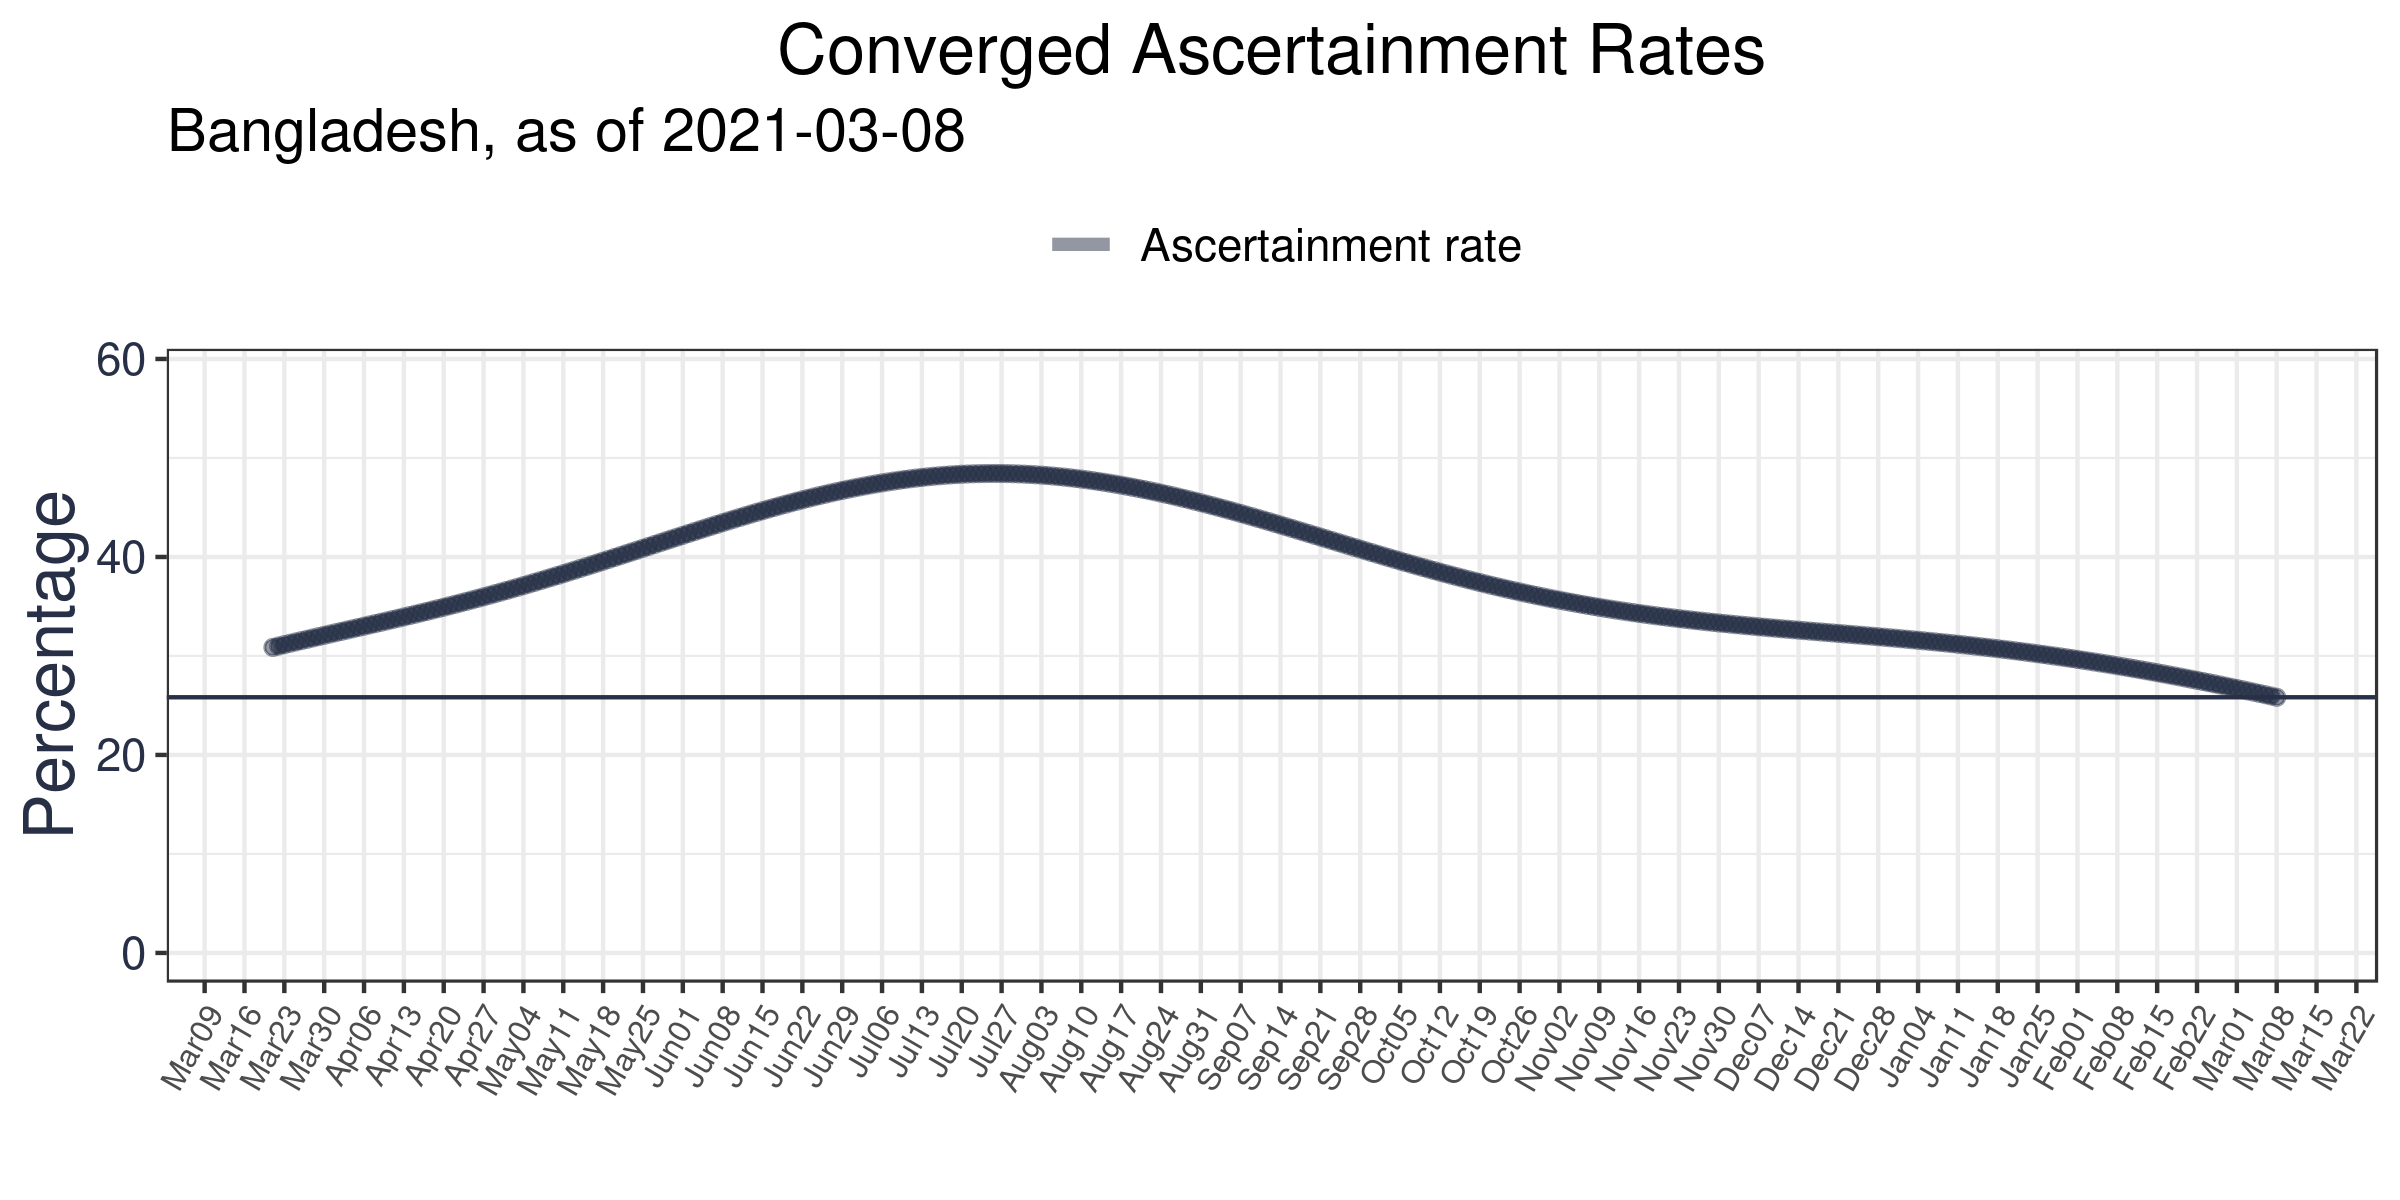 Converged Ascertainment Rates
Bangladesh, as of 2021-03-08
Ascertainment rate
Percentage
60
40
20
0
Mar09
Mar16
Mar23
Mar30
Apr06
Apr13
Apr20
Apr27
May04
May11
May18
May25
Jun01
Jun08
Jun15
Jun22
Jun29
Jul06
Jul13
Jul20
Jul27
Aug03
Aug10
Aug17
Aug24
Aug31
Sep07
Sep14
Sep21
Sep28
Oct05
Oct12
Oct19
Oct26
Nov02
Nov09
Nov16
Nov23
Nov30
Dec07
Dec14
Dec21
Dec28
Jan04
Jan11
Jan18
Jan25
Feb01
Feb08
Feb15
Feb22
Mar01
Mar08
Mar15
Mar22